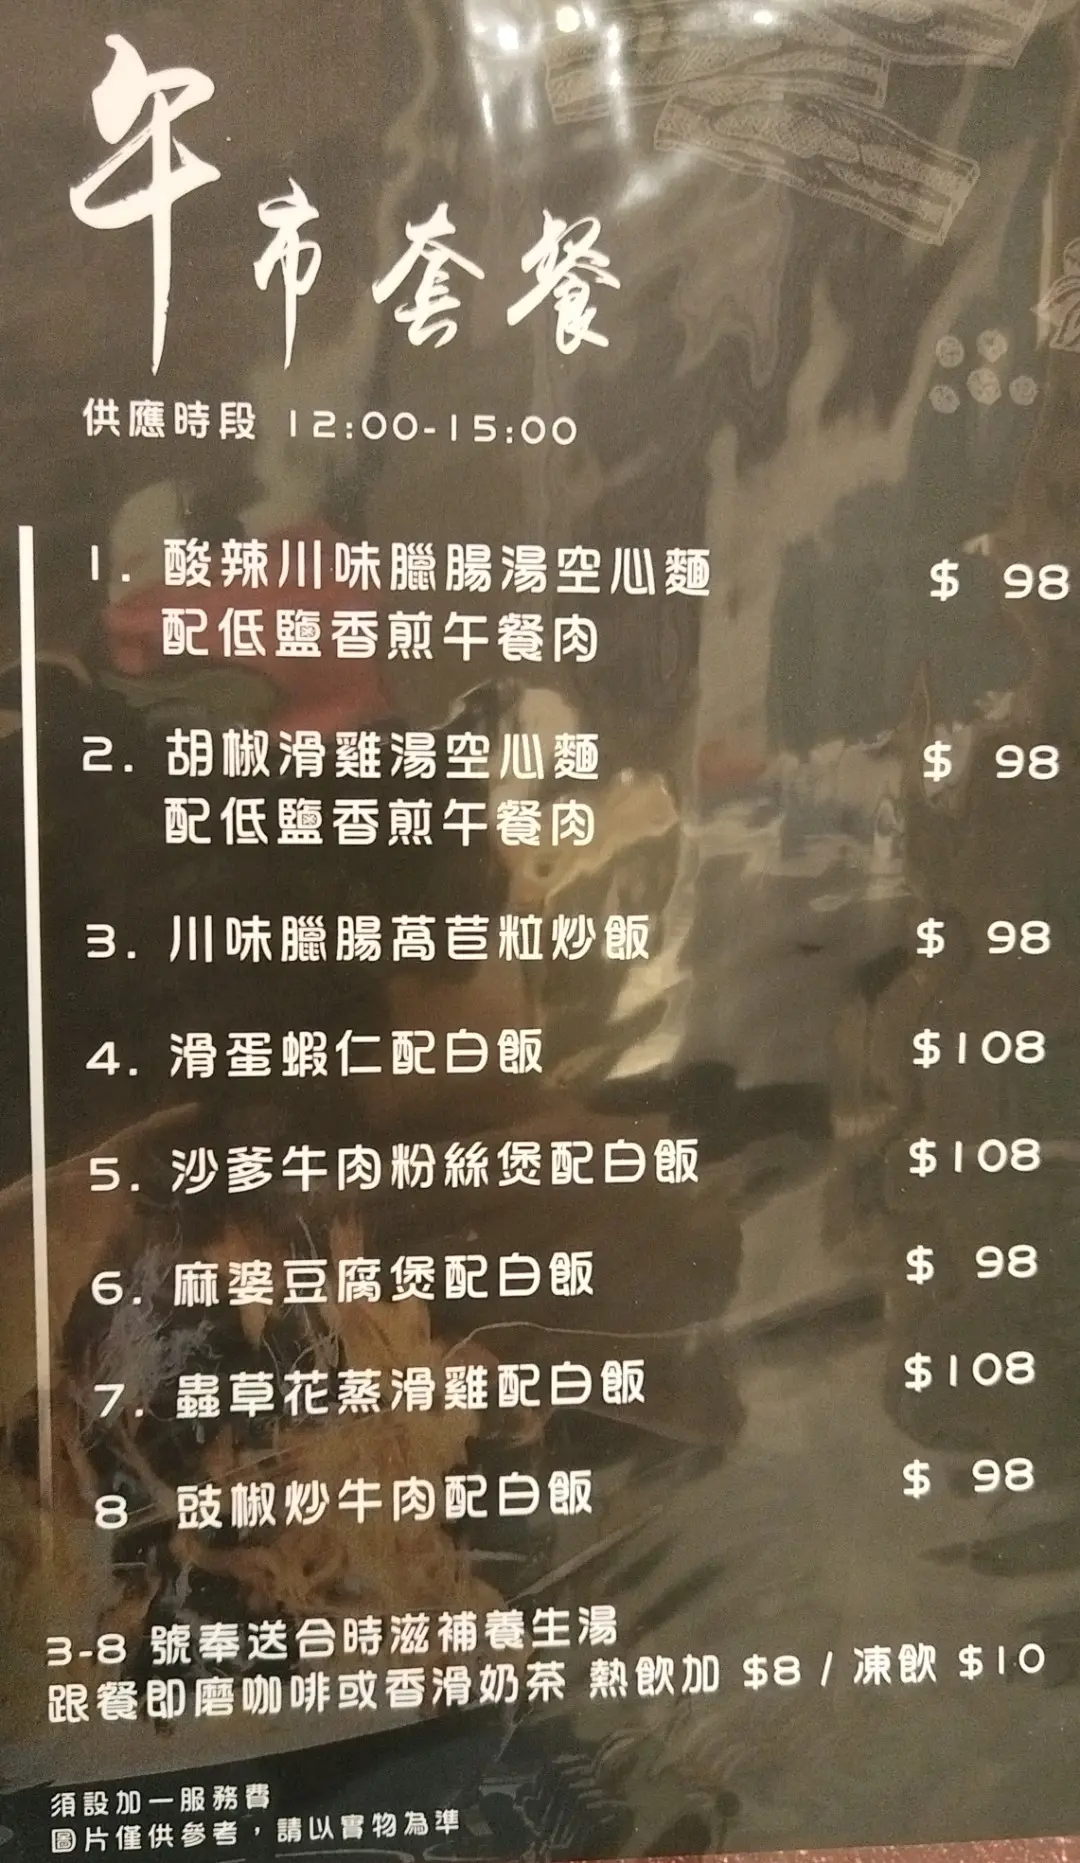 午市套餐
供應時段 12:00-15:00
1. 酸辣川味臘腸湯空心麵 $ 98
配低鹽香煎午餐肉
2. 胡椒滑雞湯空心麵 $ 98
配低鹽香煎午餐肉
3. 川味臘腸萵苣粒炒飯 $ 98
4. 滑蛋蝦仁配白飯 $108
5. 沙爹牛肉粉絲煲配白飯 $108
6. 麻婆豆腐煲配白飯 $ 98
7. 蟲草花蒸滑雞配白飯 $108
8 豉椒炒牛肉配白飯 $ 98
3-8 號奉送合時滋補養生湯
跟餐即磨咖啡或香滑奶茶 熱飲加 $8 / 凍飲 $10
須設加一服務費
圖片僅供參考，請以實物為準